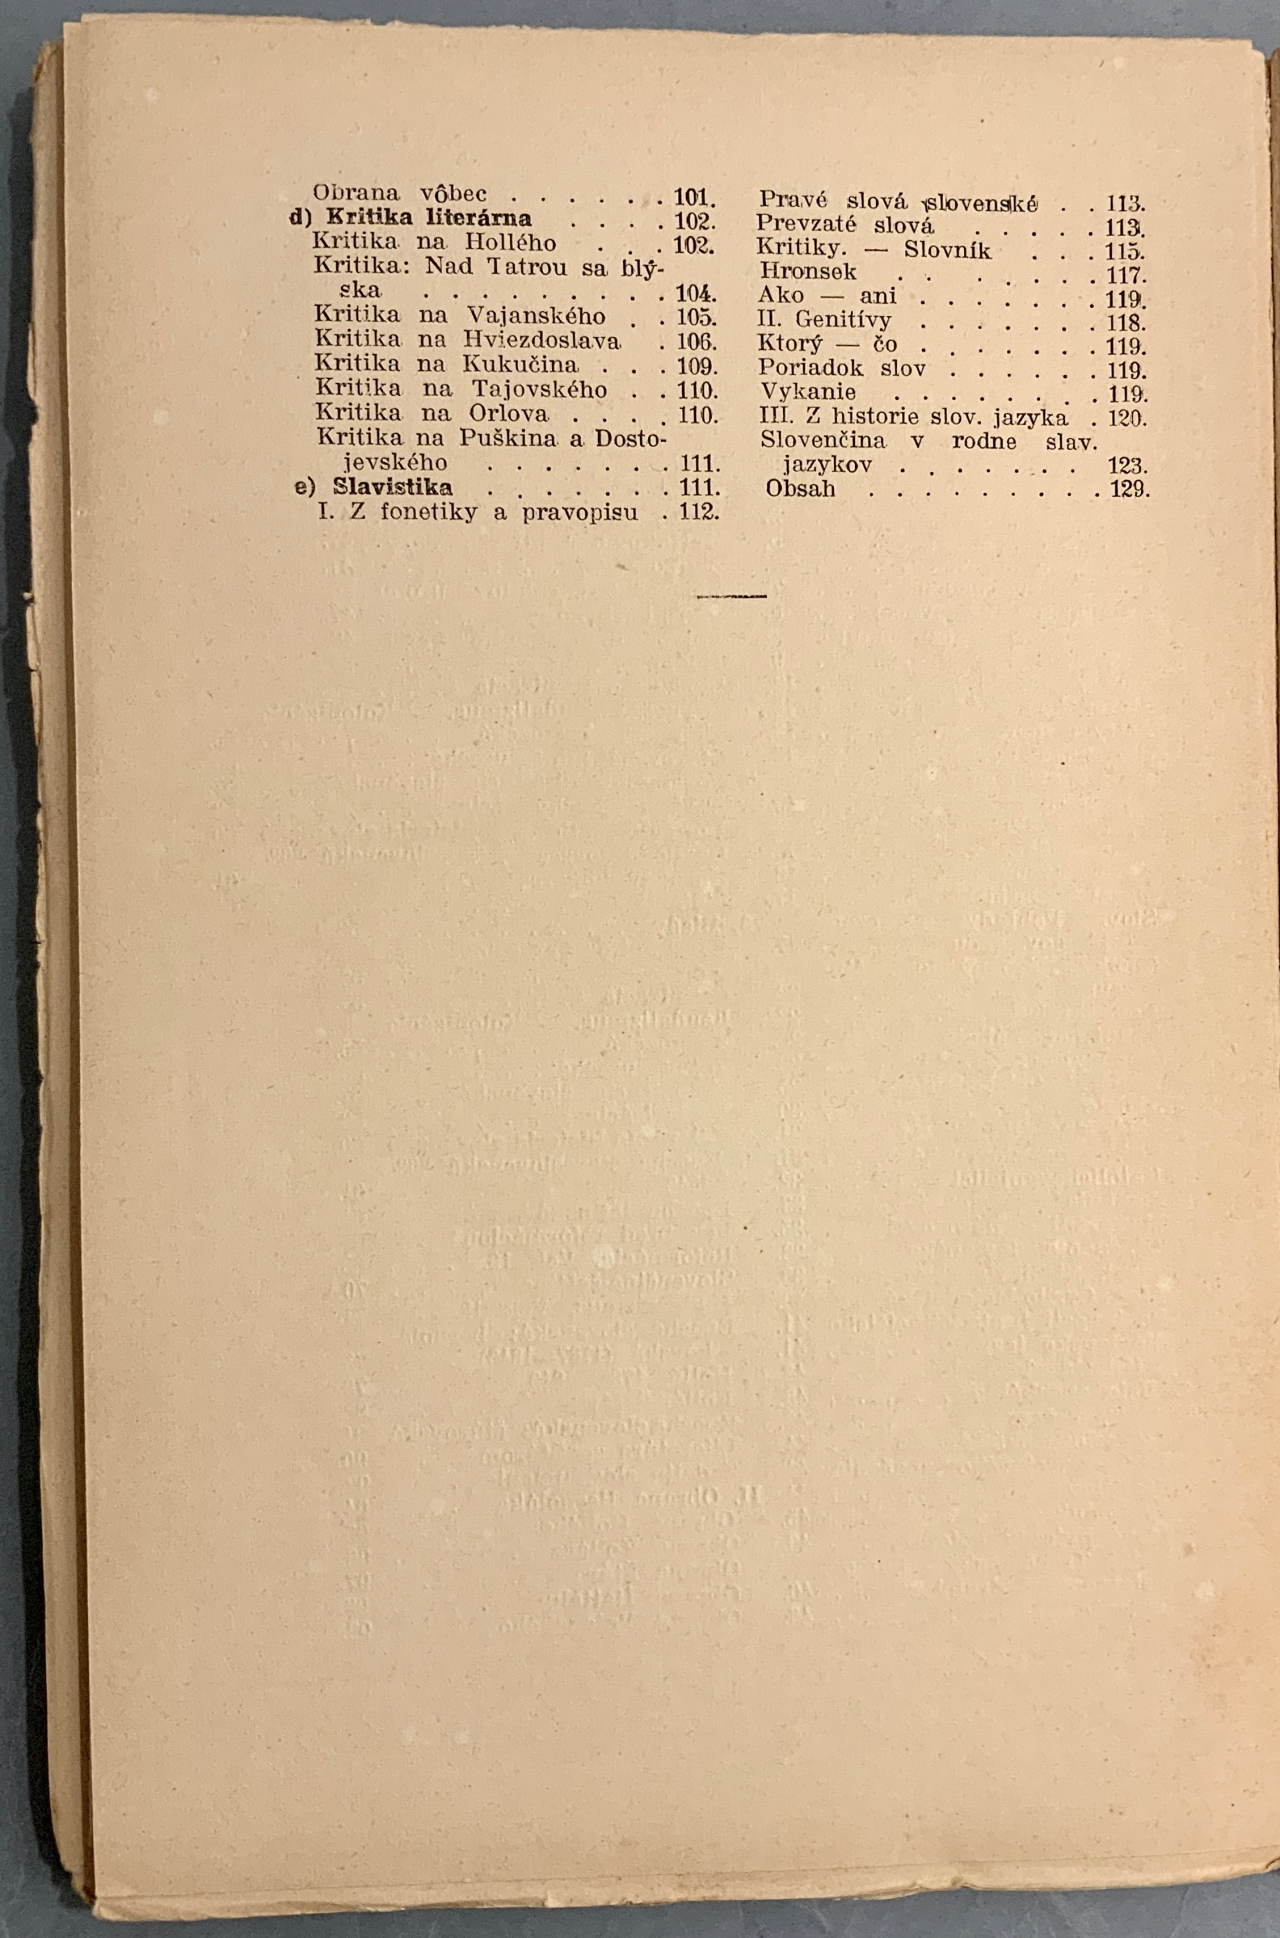 Obrana vôbec . . . . . . 101.
d) Kritika literárna . . . . 102.
Kritika na Hollého . . . 102.
Kritika: Nad Tatrou sa blý-
ska . . . . . . . . . 104.
Kritika na Vajanského . . 105.
Kritika na Hviezdoslava . 106.
Kritika na Kukučina . . . 109.
Kritika na Tajovského . . 110.
Kritika na Orlova . . . . 110.
Kritika na Puškina a Dosto-
jevského . . . . . . . 111.
e) Slavistika . . . . . . . 111.
I. Z fonetiky a pravopisu . 112.
Pravé slová slovenské . . 113.
Prevzaté slová . . . . . 113.
Kritiky. — Slovník . . . 115.
Hronsek . . . . . . . 117.
Ako — ani . . . . . . . 119.
II. Genitívy . . . . . . . 118.
Ktorý — čo . . . . . . . 119.
Poriadok slov . . . . . . 119.
Vykanie . . . . . . . . 119.
III. Z historie slov. jazyka . 120.
Slovenčina v rodne slav.
jazykov . . . . . . . 123.
Obsah . . . . . . . . . 129.